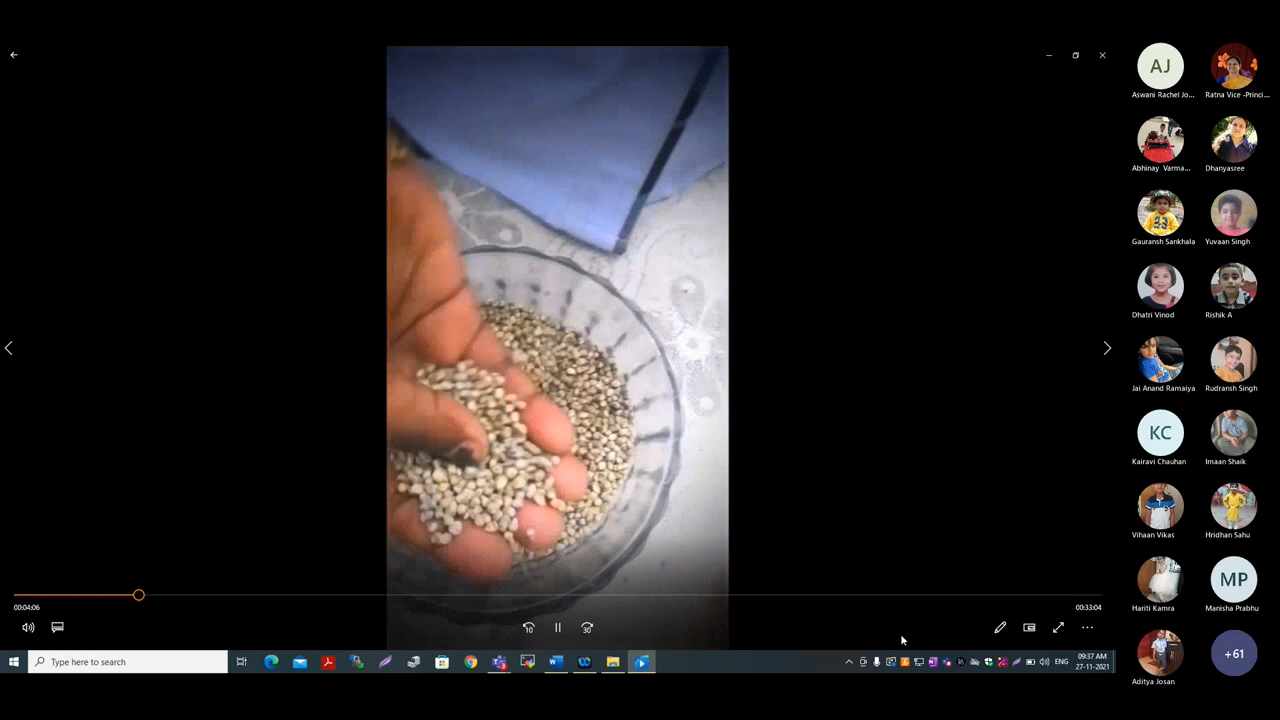 AJ
Aswani Rachel Jo...
Ratna Vice -Princi...
Abhinay Varma...
Dhanyasree
Gauransh Sankhala
Yuvaan Singh
Dhatri Vinod
Rishik A
Jai Anand Ramaiya
Rudransh Singh
KC
Kairavi Chauhan
Imaan Shaik
Vihaan Vikas
Hridhan Sahu
Hariti Kamra
MP
Manisha Prabhu
Aditya Josan
+61
00:04:06
00:33:04
10
30
Type here to search
ENG
09:37 AM
27-11-2021